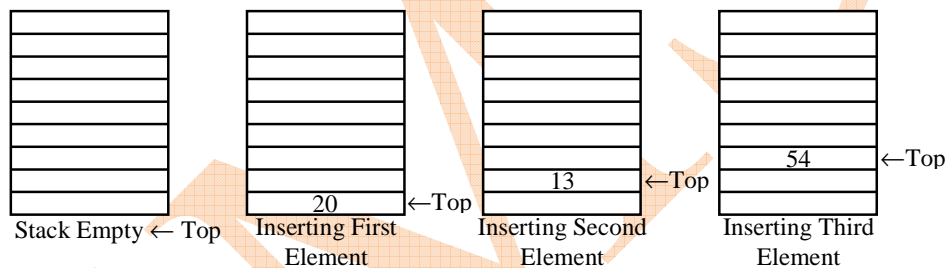 54 ←Top
13 ←Top
20 ←Top
Stack Empty ← Top
Inserting First
Element
Inserting Second
Element
Inserting Third
Element